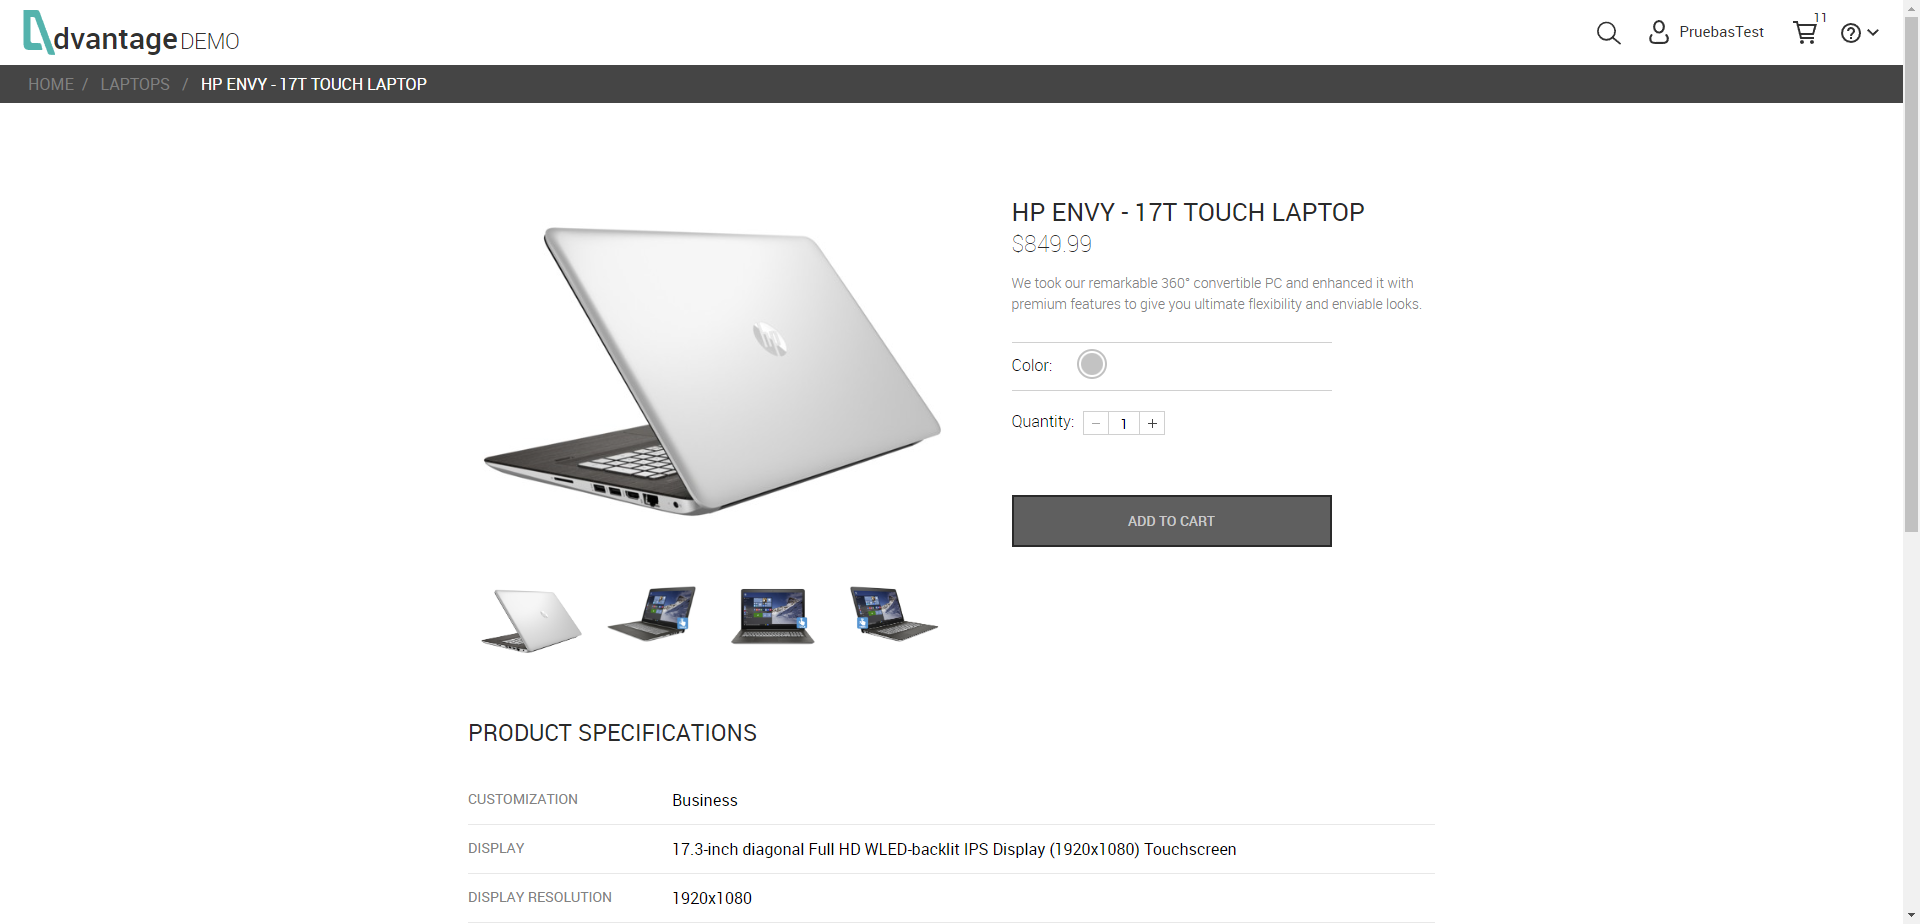 dvantage DEMO
PruebasTest
11
HOME / LAPTOPS / HP ENVY - 17T TOUCH LAPTOP
HP ENVY - 17T TOUCH LAPTOP
$849.99
We took our remarkable 360° convertible PC and enhanced it with
premium features to give you ultimate flexibility and enviable looks.
Color:
Quantity: − 1 +
ADD TO CART
hp
PRODUCT SPECIFICATIONS
CUSTOMIZATION Business
DISPLAY 17.3-inch diagonal Full HD WLED-backlit IPS Display (1920x1080) Touchscreen
DISPLAY RESOLUTION 1920x1080